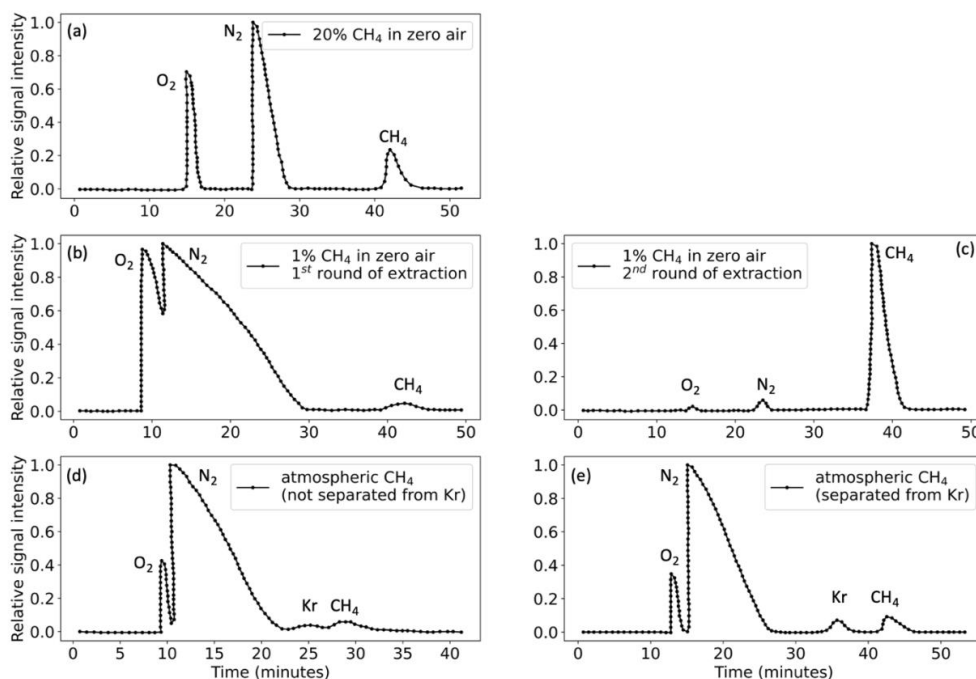 Relative signal intensity
1.0
0.8
0.6
0.4
0.2
0.0
(a)
O₂
N₂
CH₄
20% CH₄ in zero air
0 10 20 30 40 50
Relative signal intensity
1.0
0.8
0.6
0.4
0.2
0.0
(b)
O₂
N₂
CH₄
1% CH₄ in zero air
1ˢᵗ round of extraction
0 10 20 30 40 50
1.0
0.8
0.6
0.4
0.2
0.0
1% CH₄ in zero air
2ⁿᵈ round of extraction
O₂
N₂
CH₄
(c)
0 10 20 30 40 50
Relative signal intensity
1.0
0.8
0.6
0.4
0.2
0.0
(d)
O₂
N₂
Kr
CH₄
atmospheric CH₄
(not separated from Kr)
0 5 10 15 20 25 30 35 40
Time (minutes)
1.0
0.8
0.6
0.4
0.2
0.0
(e)
O₂
N₂
Kr
CH₄
atmospheric CH₄
(separated from Kr)
0 10 20 30 40 50
Time (minutes)